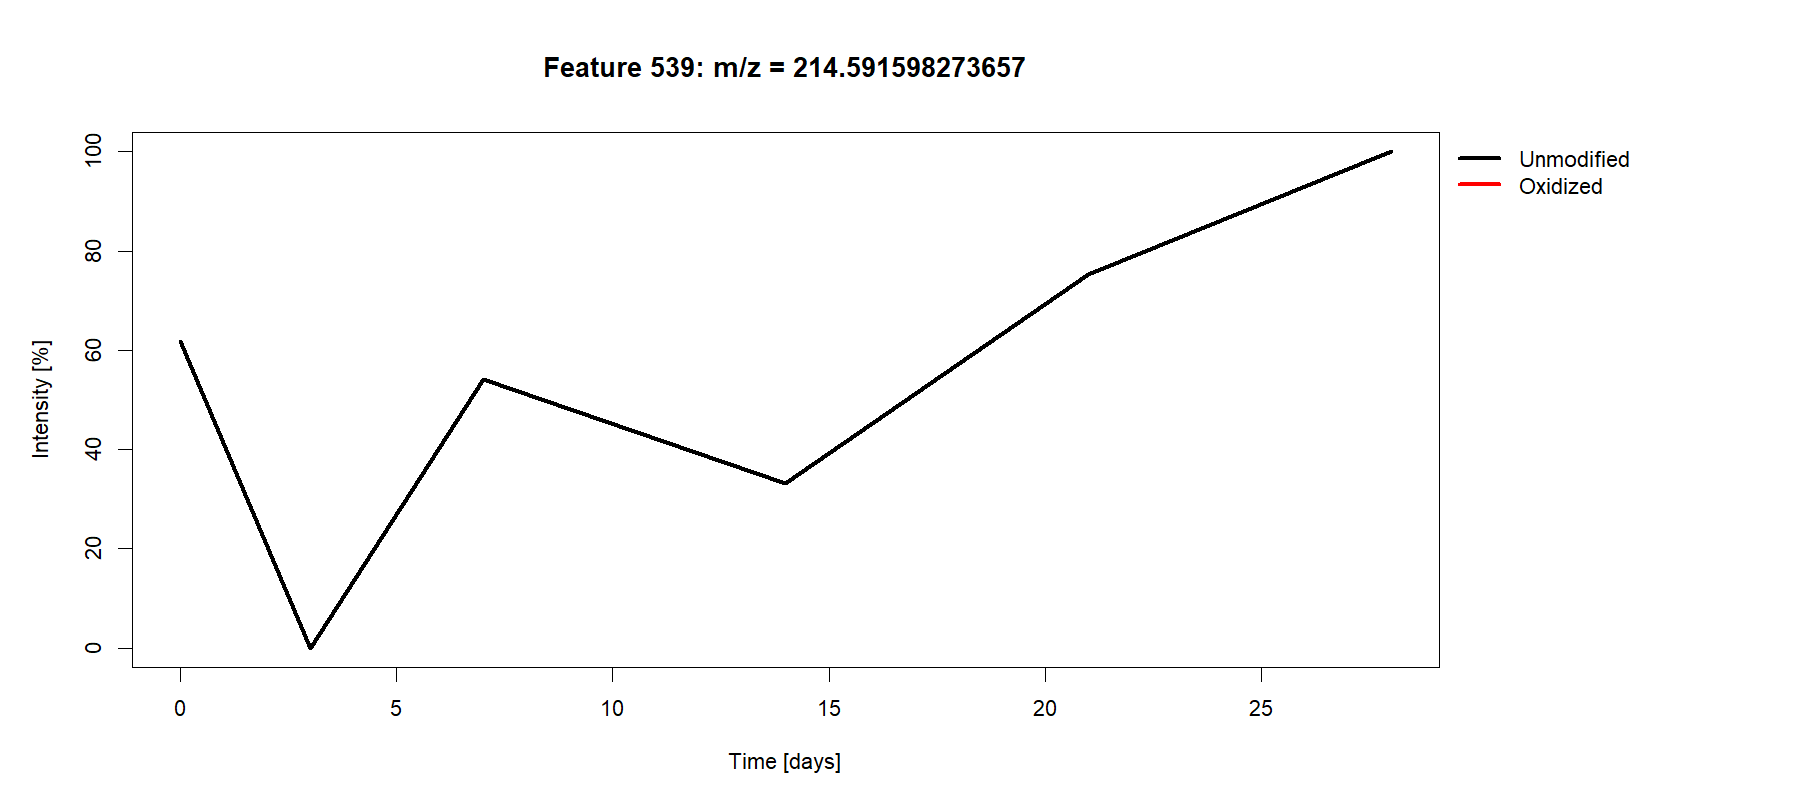 Feature 539: m/z = 214.591598273657
Unmodified
Oxidized
Intensity [%]
100
80
60
40
20
0
0 5 10 15 20 25
Time [days]